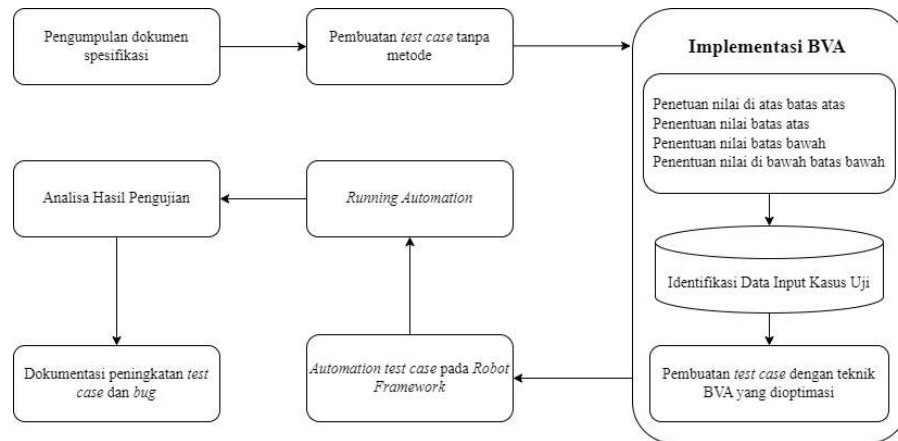 Pengumpulan dokumen
spesifikasi
Pembuatan test case tanpa
metode
Implementasi BVA
Penetuan nilai di atas batas atas
Penentuan nilai batas atas
Penentuan nilai batas bawah
Penentuan nilai di bawah batas bawah
Identifikasi Data Input Kasus Uji
Pembuatan test case dengan teknik
BVA yang dioptimasi
Automation test case pada Robot
Framework
Running Automation
Analisa Hasil Pengujian
Dokumentasi peningkatan test
case dan bug